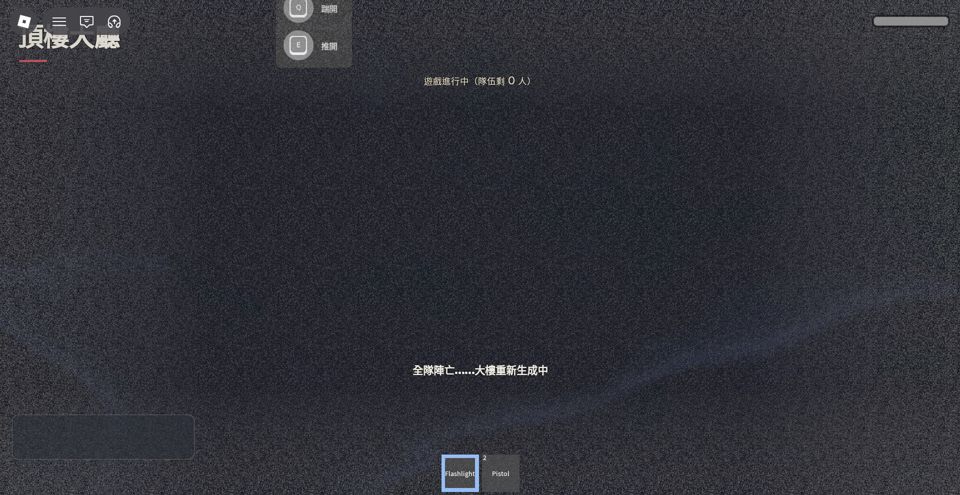 頂樓大廳
Q 踹開
E 推開
遊戲進行中（隊伍剩 0 人）
全隊陣亡……大樓重新生成中
Flashlight
2
Pistol